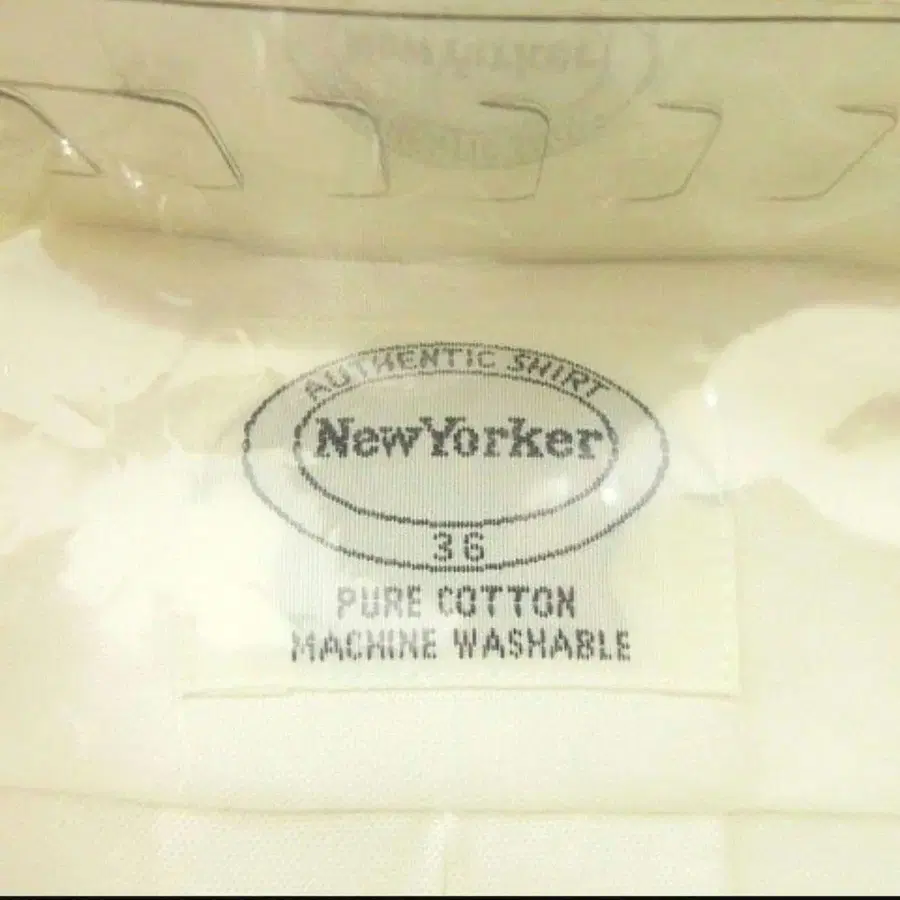 AUTHENTIC SHIRT
NewYorker
36
PURE COTTON
MACHINE WASHABLE